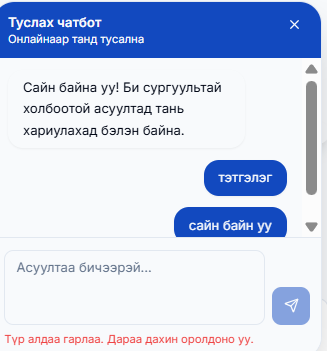 Туслах чатбот
Онлайнаар танд тусална
Сайн байна уу! Би сургуультай
холбоотой асуултад тань
хариулахад бэлэн байна.
тэтгэлэг
сайн байн уу
Асуултаа бичээрэй...
Түр алдаа гарлаа. Дараа дахин оролдоно уу.